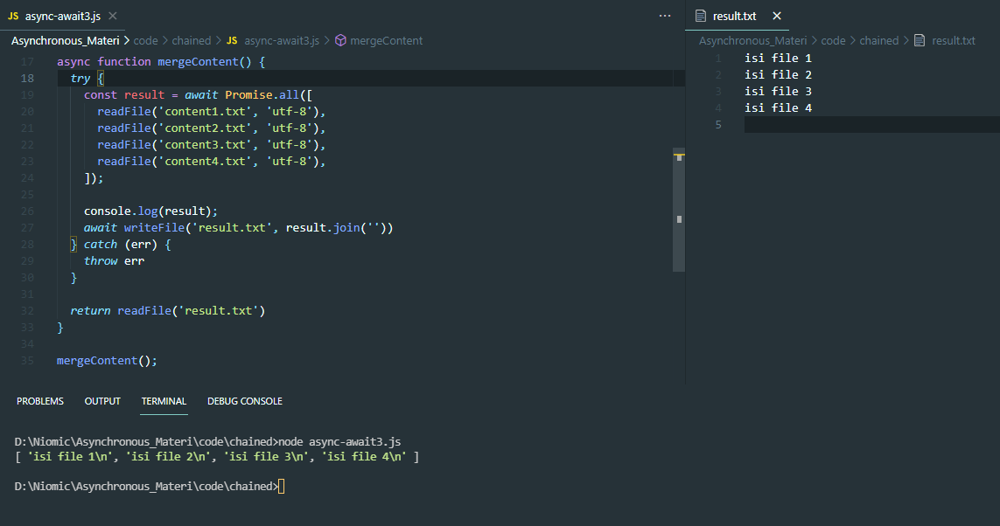 JS async-await3.js
Asynchronous_Materi > code > chained > JS async-await3.js > mergeContent
17 async function mergeContent() {
18 try {
19 const result = await Promise.all([
20 readFile('content1.txt', 'utf-8'),
21 readFile('content2.txt', 'utf-8'),
22 readFile('content3.txt', 'utf-8'),
23 readFile('content4.txt', 'utf-8'),
24 ]);
25
26 console.log(result);
27 await writeFile('result.txt', result.join(''))
28 } catch (err) {
29 throw err
30 }
31
32 return readFile('result.txt')
33 }
34
35 mergeContent();
result.txt
Asynchronous_Materi > code > chained > result.txt
1 isi file 1
2 isi file 2
3 isi file 3
4 isi file 4
5
PROBLEMS OUTPUT TERMINAL DEBUG CONSOLE
D:\Niomic\Asynchronous_Materi\code\chained>node async-await3.js
[ 'isi file 1\n', 'isi file 2\n', 'isi file 3\n', 'isi file 4\n' ]
D:\Niomic\Asynchronous_Materi\code\chained>